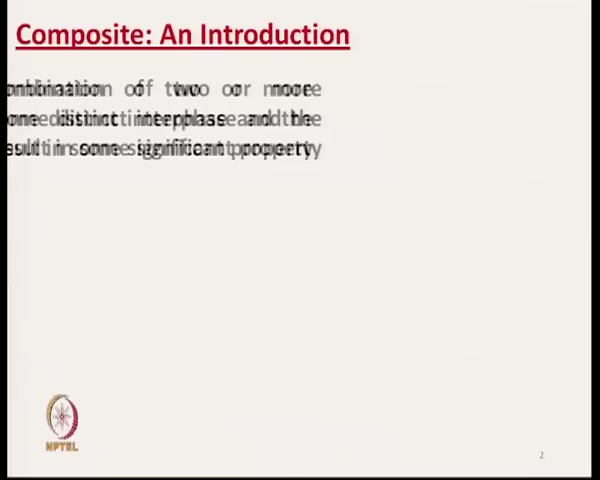 Composite: An Introduction
combination of two or more
some distinct interphase and the
result in some significant property
NPTEL
2